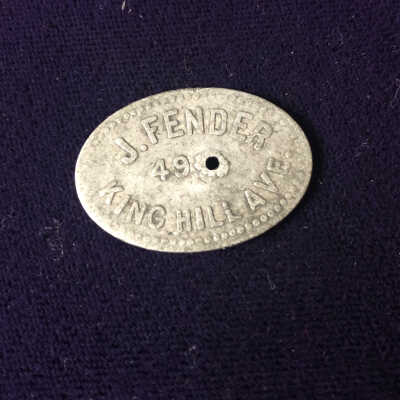 J. FENDER
49
KING HILL AVE.